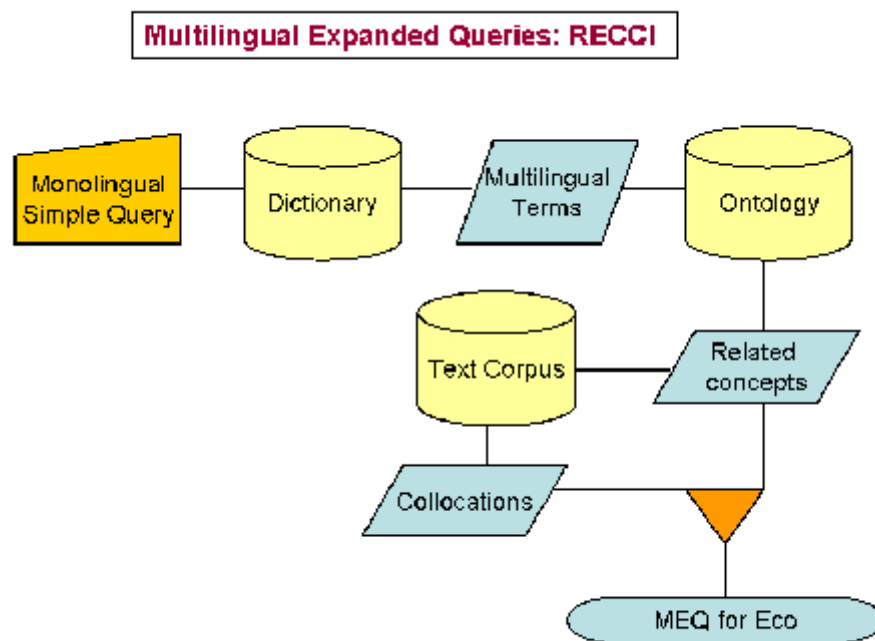 Multilingual Expanded Queries: RECCI
Monolingual
Simple Query
Dictionary
Multilingual
Terms
Ontology
Text Corpus
Related
concepts
Collocations
MEQ for Eco